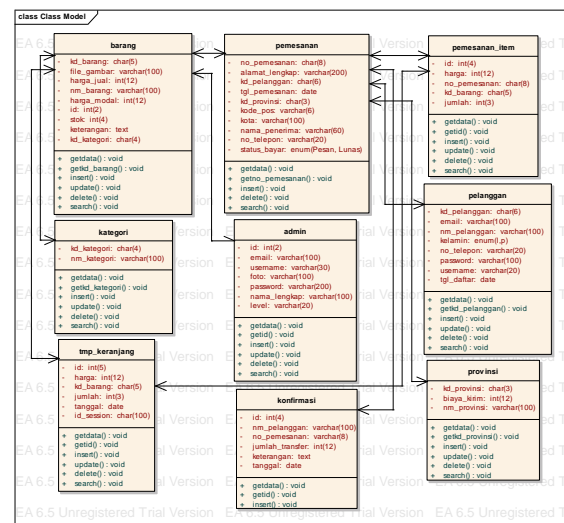 class Class Model
barang
- kd_barang: char(5)
- file_gambar: varchar(100)
- harga_jual: int(12)
- nm_barang: varchar(100)
- harga_modal: int(12)
- id: int(2)
- stok: int(4)
- keterangan: text
- kd_kategori: char(4)
+ getdata() : void
+ getkd_barang() : void
+ insert() : void
+ update() : void
+ delete() : void
+ search() : void
pemesanan
- no_pemesanan: char(8)
- alamat_lengkap: varchar(200)
- kd_pelanggan: char(6)
- tgl_pemesanan: date
- kd_provinsi: char(3)
- kode_pos: varchar(6)
- kota: varchar(100)
- nama_penerima: varchar(60)
- no_telepon: varchar(20)
- status_bayar: enum(Pesan, Lunas)
+ getdata() : void
+ getno_pemesanan() : void
+ insert() : void
+ delete() : void
+ search() : void
pemesanan_item
- id: int(4)
- harga: int(12)
- no_pemesanan: char(8)
- kd_barang: char(5)
- jumlah: int(3)
+ getdata() : void
+ getid() : void
+ insert() : void
+ update() : void
+ delete() : void
+ search() : void
pelanggan
- kd_pelanggan: char(6)
- email: varchar(100)
- nm_pelanggan: varchar(100)
- kelamin: enum(l,p)
- no_telepon: varchar(20)
- password: varchar(100)
- username: varchar(20)
- tgl_daftar: date
+ getdata() : void
+ getkd_pelanggan() : void
+ insert() : void
+ update() : void
+ delete() : void
+ search() : void
kategori
- kd_kategori: char(4)
- nm_kategori: varchar(100)
+ getdata() : void
+ getkd_kategori() : void
+ insert() : void
+ update() : void
+ delete() : void
+ search() : void
admin
- id: int(2)
- email: varchar(100)
- username: varchar(30)
- foto: varchar(100)
- password: varchar(200)
- nama_lengkap: varchar(100)
- level: varchar(20)
+ getdata() : void
+ getid() : void
+ insert() : void
+ update() : void
+ delete() : void
+ search() : void
tmp_keranjang
- id: int(5)
- harga: int(12)
- kd_barang: char(5)
- jumlah: int(3)
- tanggal: date
- id_session: char(100)
+ getdata() : void
+ getid() : void
+ insert() : void
+ update() : void
+ delete() : void
+ search() : void
konfirmasi
- id: int(4)
- nm_pelanggan: varchar(100)
- no_pemesanan: varchar(8)
- jumlah_transfer: int(12)
- keterangan: text
- tanggal: date
+ getdata() : void
+ getid() : void
+ insert() : void
provinsi
- kd_provinsi: char(3)
- biaya_kirim: int(12)
- nm_provinsi: varchar(100)
+ getdata() : void
+ getkd_provinsi() : void
+ insert() : void
+ update() : void
+ delete() : void
+ search() : void
EA 6.5 Unregistered Trial Version EA 6.5 Unregistered Trial Version EA 6.5 Unregistered T